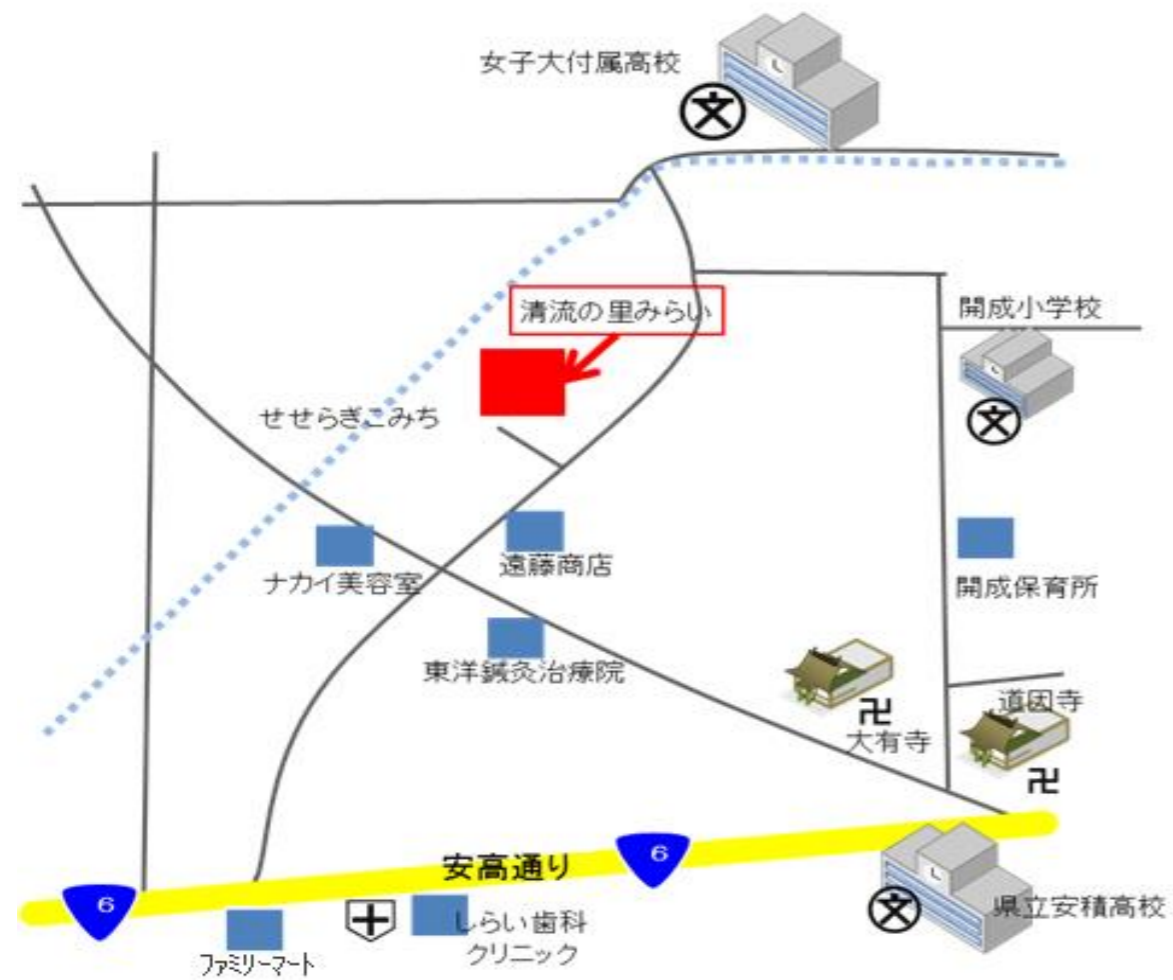 女子大付属高校
清流の里みらい
開成小学校
せせらぎこみち
遠藤商店
ナカイ美容室
開成保育所
東洋鍼灸治療院
道因寺
大有寺
6
安高通り
6
県立安積高校
しらい歯科
クリニック
ファミリーマート